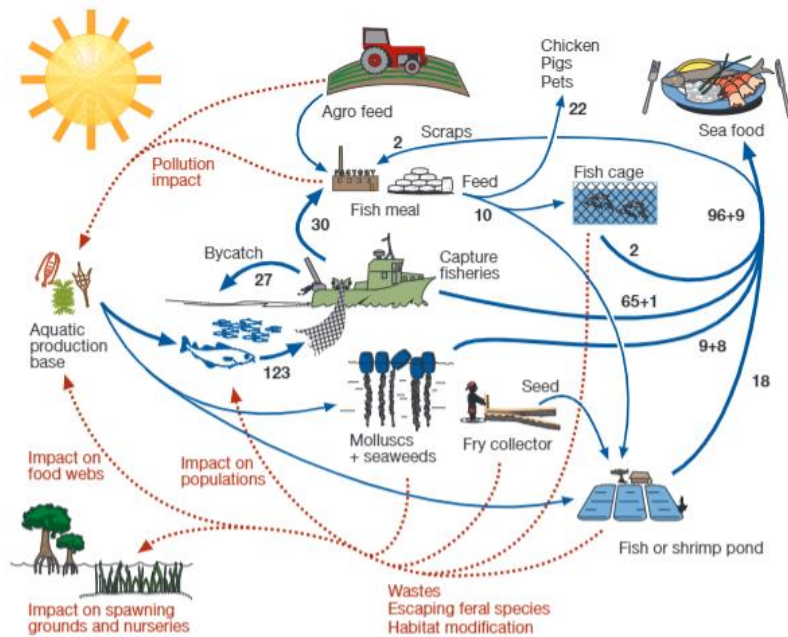 Chicken
Pigs
Pets
22
Agro feed
Sea food
2
Scraps
Pollution
impact
FACTORY
Feed
Fish cage
Fish meal
10
30
96+9
Bycatch
27
Capture
fisheries
2
65+1
Aquatic
production
base
123
9+8
18
Seed
Molluscs
+ seaweeds
Fry collector
Impact on
food webs
Impact on
populations
Fish or shrimp pond
Wastes
Escaping feral species
Habitat modification
Impact on spawning
grounds and nurseries